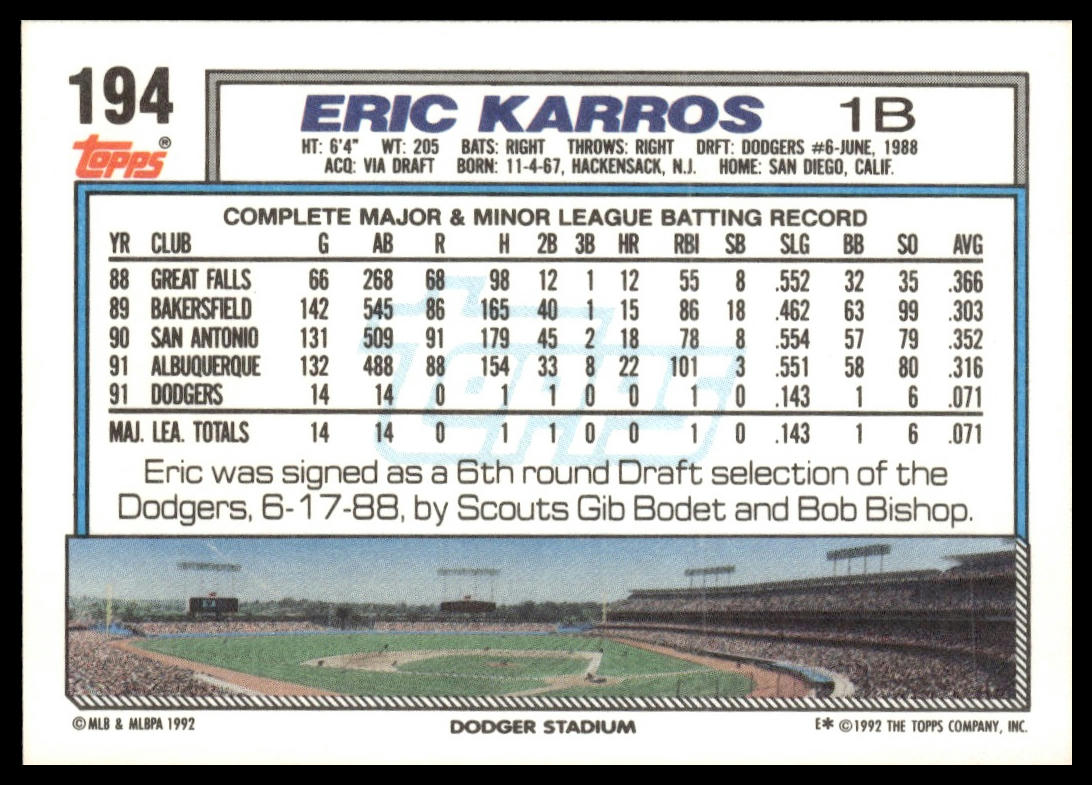 194
topps®
ERIC KARROS 1B
HT: 6'4" WT: 205 BATS: RIGHT THROWS: RIGHT DRFT: DODGERS #6-JUNE, 1988
ACQ: VIA DRAFT BORN: 11-4-67, HACKENSACK, N.J. HOME: SAN DIEGO, CALIF.
COMPLETE MAJOR & MINOR LEAGUE BATTING RECORD
YR CLUB G AB R H 2B 3B HR RBI SB SLG BB SO AVG
88 GREAT FALLS 66 268 68 98 12 1 12 55 8 .552 32 35 .366
89 BAKERSFIELD 142 545 86 165 40 1 15 86 18 .462 63 99 .303
90 SAN ANTONIO 131 509 91 179 45 2 18 78 8 .554 57 79 .352
91 ALBUQUERQUE 132 488 88 154 33 8 22 101 3 .551 58 80 .316
91 DODGERS 14 14 0 1 1 0 0 1 0 .143 1 6 .071
MAJ. LEA. TOTALS 14 14 0 1 1 0 0 1 0 .143 1 6 .071
topps
Eric was signed as a 6th round Draft selection of the
Dodgers, 6-17-88, by Scouts Gib Bodet and Bob Bishop.
©MLB & MLBPA 1992
DODGER STADIUM
E* ©1992 THE TOPPS COMPANY, INC.